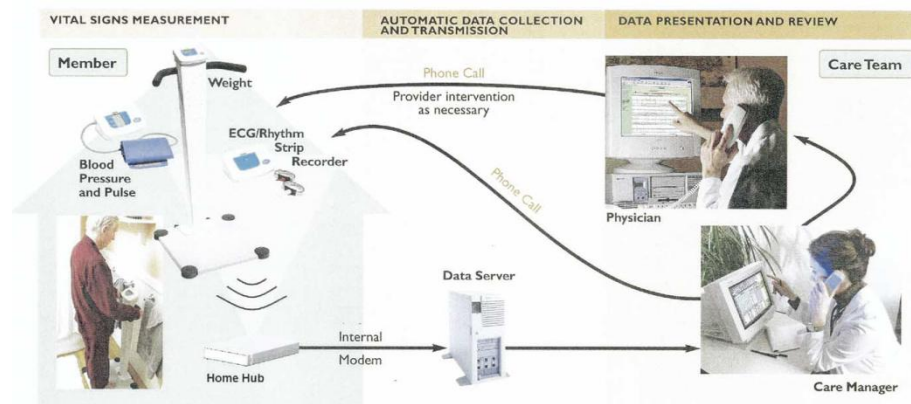 VITAL SIGNS MEASUREMENT
AUTOMATIC DATA COLLECTION
AND TRANSMISSION
DATA PRESENTATION AND REVIEW
Member
Care Team
Weight
Phone Call
Provider intervention
as necessary
ECG/Rhythm
Strip
Recorder
Blood
Pressure
and Pulse
Phone Call
Physician
Data Server
Internal
Modem
Home Hub
Care Manager